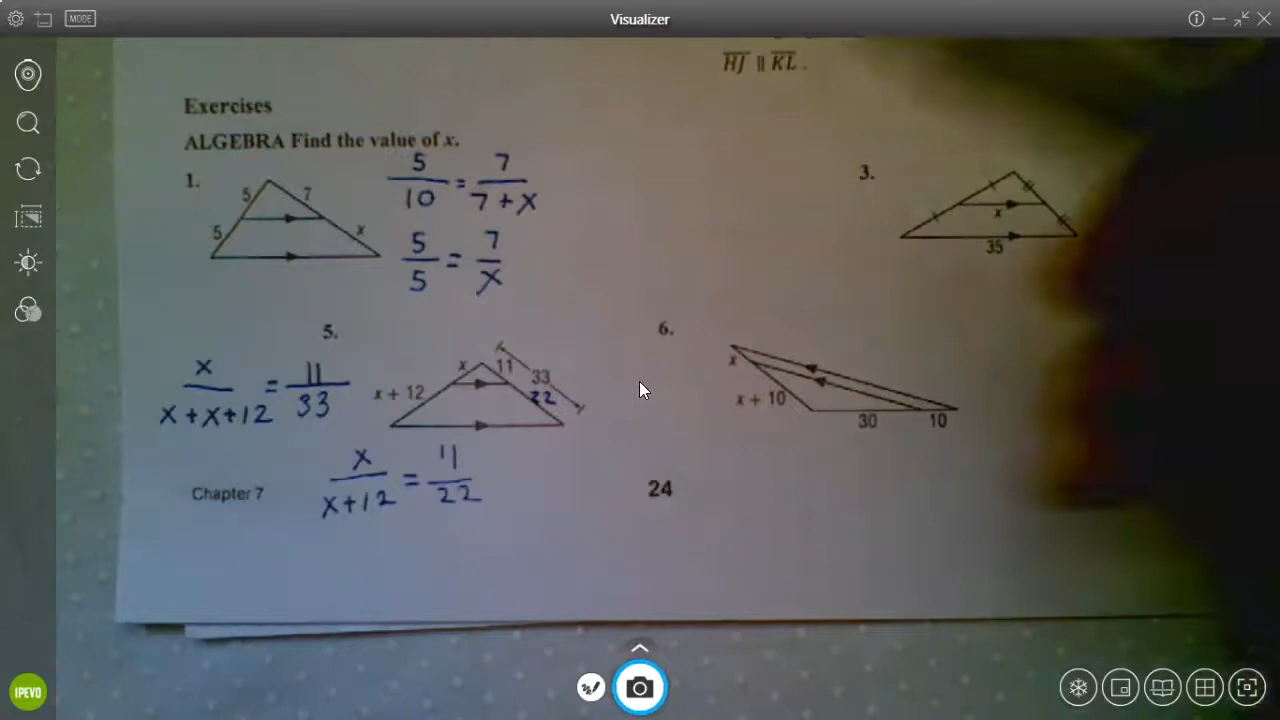 MODE
Visualizer
HJ || KL .
Exercises
ALGEBRA Find the value of x.
1.
5
7
5
x
5/10 = 7/7+x
5/5 = 7/x
3.
x
35
5.
x
11
33
x + 12
22
x/x+x+12 = 11/33
x/x+12 = 11/22
6.
x
x + 10
30
10
Chapter 7
24
IPEVO